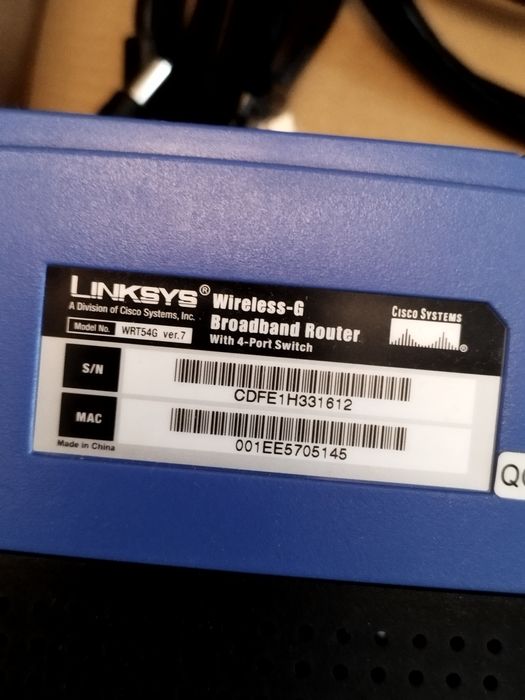 LINKSYS® Wireless-G
A Division of Cisco Systems, Inc.
Broadband Router
Model No. WRT54G ver.7
With 4-Port Switch
CISCO SYSTEMS
®
S/N
CDFE1H331612
MAC
001EE5705145
Made in China